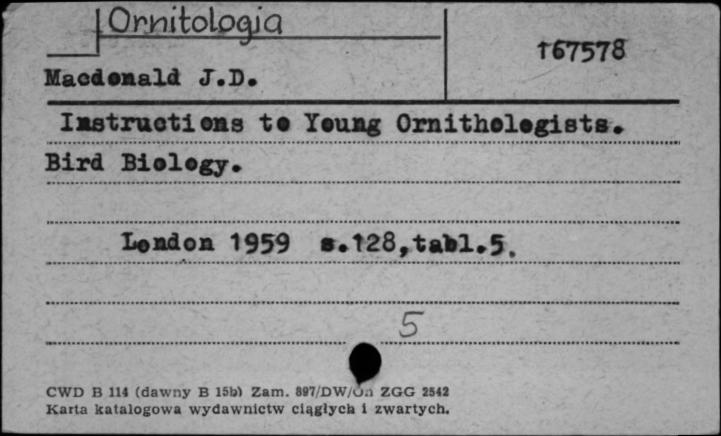 Ornitologia
167578
Macdonald J.D.
Instructions to Young Ornithologists.
Bird Biology.
London 1959 s.128,tabl.5.
5
CWD B 114 (dawny B 15b) Zam. 897/DW/ ZGG 2542
Karta katalogowa wydawnictw ciągłych i zwartych.